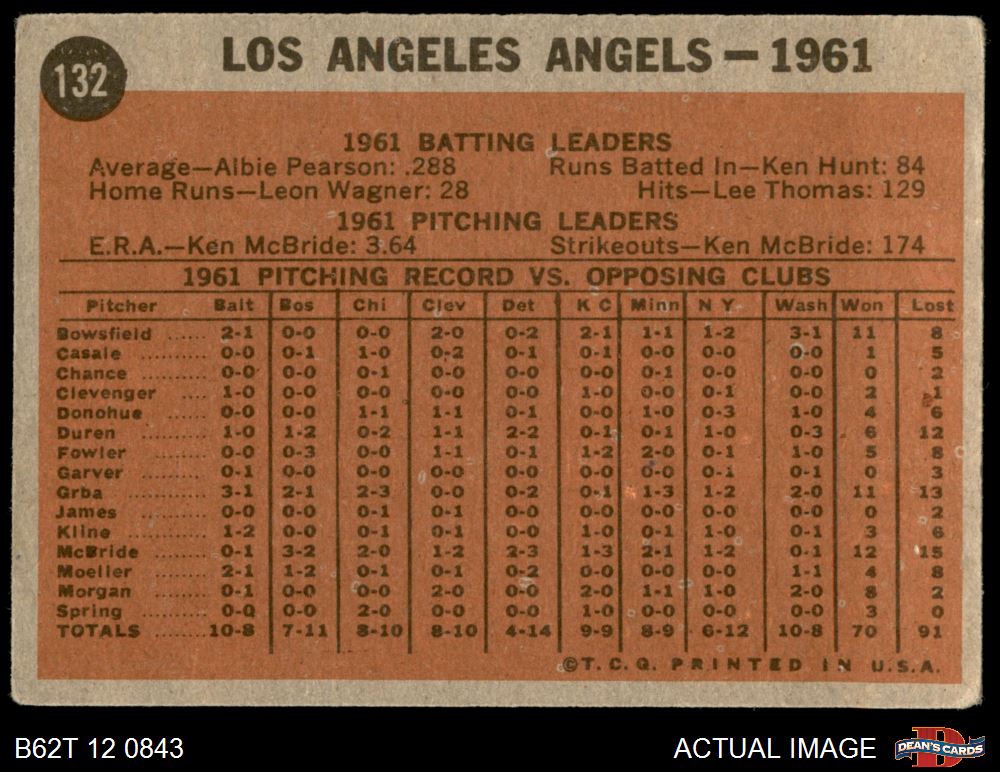 132
LOS ANGELES ANGELS — 1961
1961 BATTING LEADERS
Average—Albie Pearson: .288 Runs Batted In—Ken Hunt: 84
Home Runs—Leon Wagner: 28 Hits—Lee Thomas: 129
1961 PITCHING LEADERS
E.R.A.—Ken McBride: 3.64 Strikeouts—Ken McBride: 174
1961 PITCHING RECORD VS. OPPOSING CLUBS
Pitcher Balt Bos Chi Clev Det K C Minn N Y Wash Won Lost
Bowsfield ...... 2-1 0-0 0-0 2-0 0-2 2-1 1-1 1-2 3-1 11 8
Casale ......... 0-0 0-1 1-0 0-2 0-1 0-1 0-0 0-0 0-0 1 5
Chance ......... 0-0 0-0 0-1 0-0 0-0 0-0 0-1 0-0 0-0 0 2
Clevenger .... 1-0 0-0 0-0 0-0 0-0 1-0 0-0 0-1 0-0 2 1
Donohue ...... 0-0 0-0 1-1 1-1 0-1 0-0 1-0 0-3 1-0 4 6
Duren ......... 1-0 1-2 0-2 1-1 2-2 0-1 0-1 1-0 0-3 6 12
Fowler ......... 0-0 0-3 0-0 1-1 0-1 1-2 2-0 0-1 1-0 5 8
Garver ......... 0-1 0-0 0-0 0-0 0-0 0-0 0-0 0-1 0-1 0 3
Grba ............ 3-1 2-1 2-3 0-0 0-2 0-1 1-3 1-2 2-0 11 13
James ......... 0-0 0-0 0-1 0-1 0-0 0-0 0-0 0-0 0-0 0 2
Kline ............ 1-2 0-0 0-1 0-1 0-0 1-0 0-1 1-0 0-1 3 6
McBride ...... 0-1 3-2 2-0 1-2 2-3 1-3 2-1 1-2 0-1 12 15
Moeller ......... 2-1 1-2 0-1 0-1 0-2 0-0 0-0 0-0 1-1 4 8
Morgan ......... 0-1 0-0 0-0 2-0 0-0 2-0 1-1 1-0 2-0 8 2
Spring ......... 0-0 0-0 2-0 0-0 0-0 1-0 0-0 0-0 0-0 3 0
TOTALS ....... 10-8 7-11 8-10 8-10 4-14 9-9 8-9 6-12 10-8 70 91
©T. C. G. PRINTED IN U.S.A.
B62T 12 0843 ACTUAL IMAGE DEAN'S CARDS